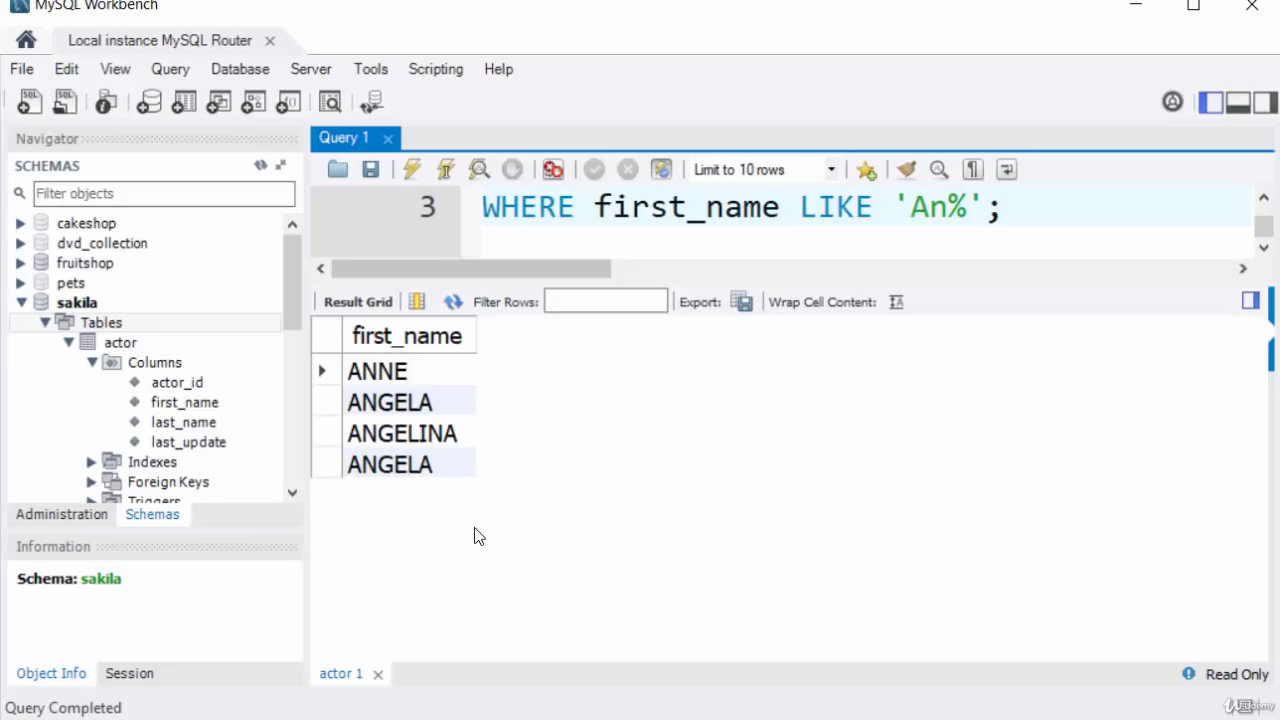 MySQL Workbench
Local instance MySQL Router
File Edit View Query Database Server Tools Scripting Help
Navigator
SCHEMAS
Filter objects
cakeshop
dvd_collection
fruitshop
pets
sakila
Tables
actor
Columns
actor_id
first_name
last_name
last_update
Indexes
Foreign Keys
Triggers
Administration Schemas
Information
Schema: sakila
Object Info Session
Query 1
Limit to 10 rows
3 WHERE first_name LIKE 'An%';
Result Grid Filter Rows: Export: Wrap Cell Content:
first_name
ANNE
ANGELA
ANGELINA
ANGELA
actor 1
Read Only
Query Completed